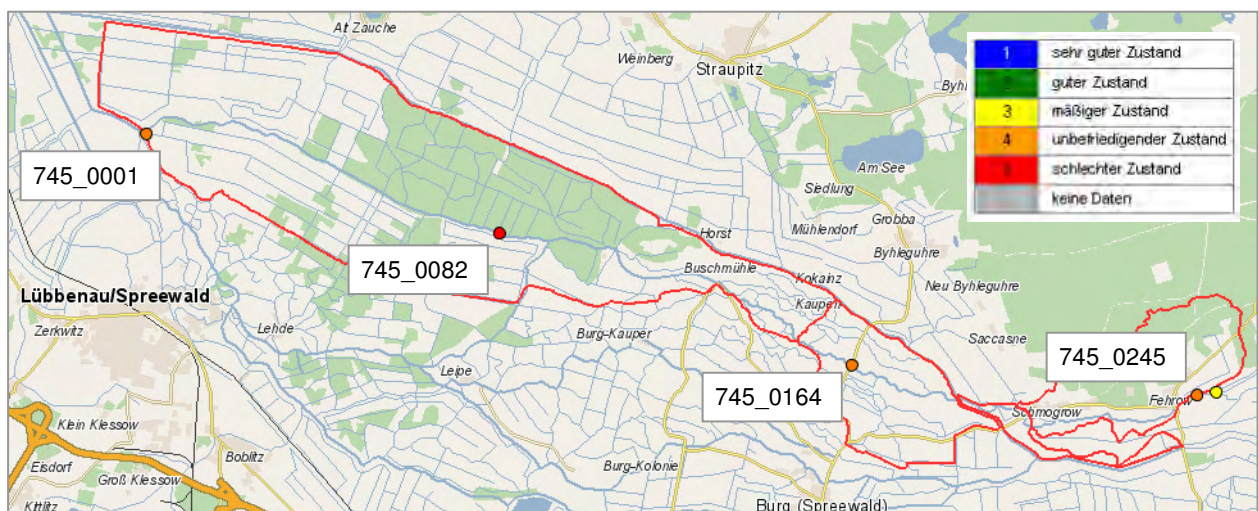 Alt Zauche
Weinberg
Straupitz
Byhl
1 sehr guter Zustand
guter Zustand
3 mäßiger Zustand
4 unbefriedigender Zustand
schlechter Zustand
keine Daten
745_0001
Am See
Siedlung
Grobba
Mühlendorf
Byhleguhre
Horst
Buschmühle
745_0082
Kokainz
Kaupen
Neu Byhleguhre
Lübbenau/Spreewald
Zerkwitz
Lehde
Burg-Kauper
Saccasne
745_0245
Leipe
745_0164
Schmogrow
Fehrow
Klein Klessow
Boblitz
Eisdorf
Groß Klessow
Burg-Kolonie
Kittlitz
Burg (Spreewald)